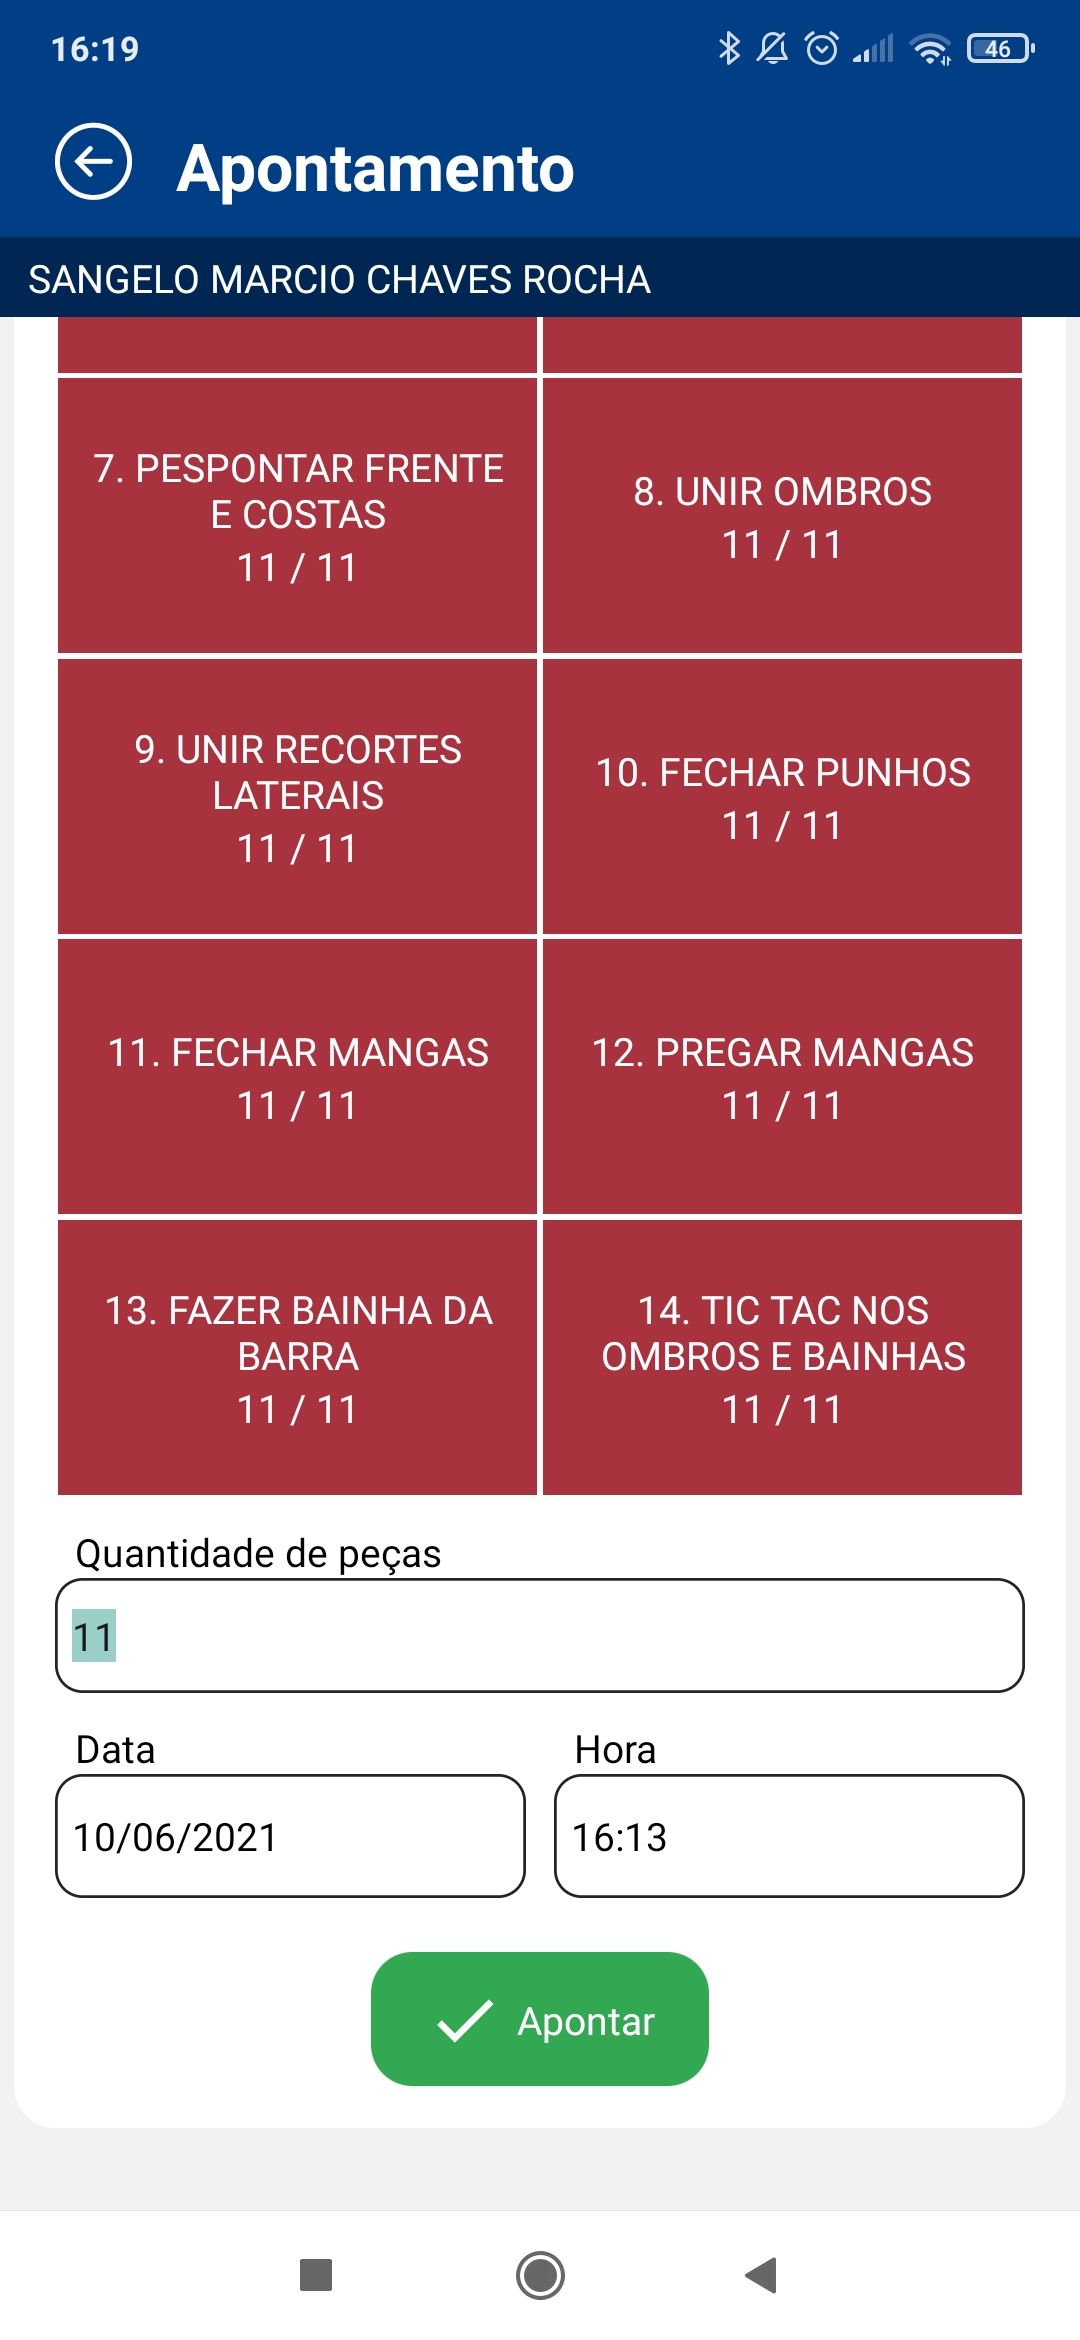 16:19
46
Apontamento
SANGELO MARCIO CHAVES ROCHA
7. PESPONTAR FRENTE
E COSTAS
11 / 11
8. UNIR OMBROS
11 / 11
9. UNIR RECORTES
LATERAIS
11 / 11
10. FECHAR PUNHOS
11 / 11
11. FECHAR MANGAS
11 / 11
12. PREGAR MANGAS
11 / 11
13. FAZER BAINHA DA
BARRA
11 / 11
14. TIC TAC NOS
OMBROS E BAINHAS
11 / 11
Quantidade de peças
11
Data
Hora
10/06/2021
16:13
Apontar